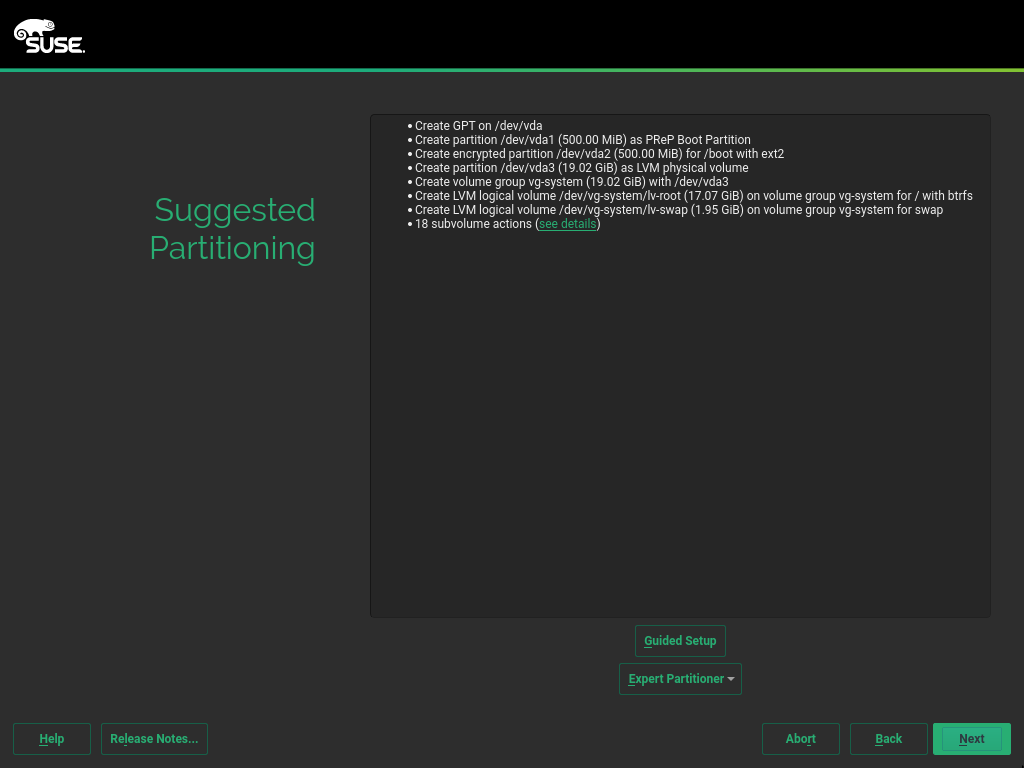 SUSE.
Suggested
Partitioning
• Create GPT on /dev/vda
• Create partition /dev/vda1 (500.00 MiB) as PReP Boot Partition
• Create encrypted partition /dev/vda2 (500.00 MiB) for /boot with ext2
• Create partition /dev/vda3 (19.02 GiB) as LVM physical volume
• Create volume group vg-system (19.02 GiB) with /dev/vda3
• Create LVM logical volume /dev/vg-system/lv-root (17.07 GiB) on volume group vg-system for / with btrfs
• Create LVM logical volume /dev/vg-system/lv-swap (1.95 GiB) on volume group vg-system for swap
• 18 subvolume actions (see details)
Guided Setup
Expert Partitioner
Help Release Notes... Abort Back Next